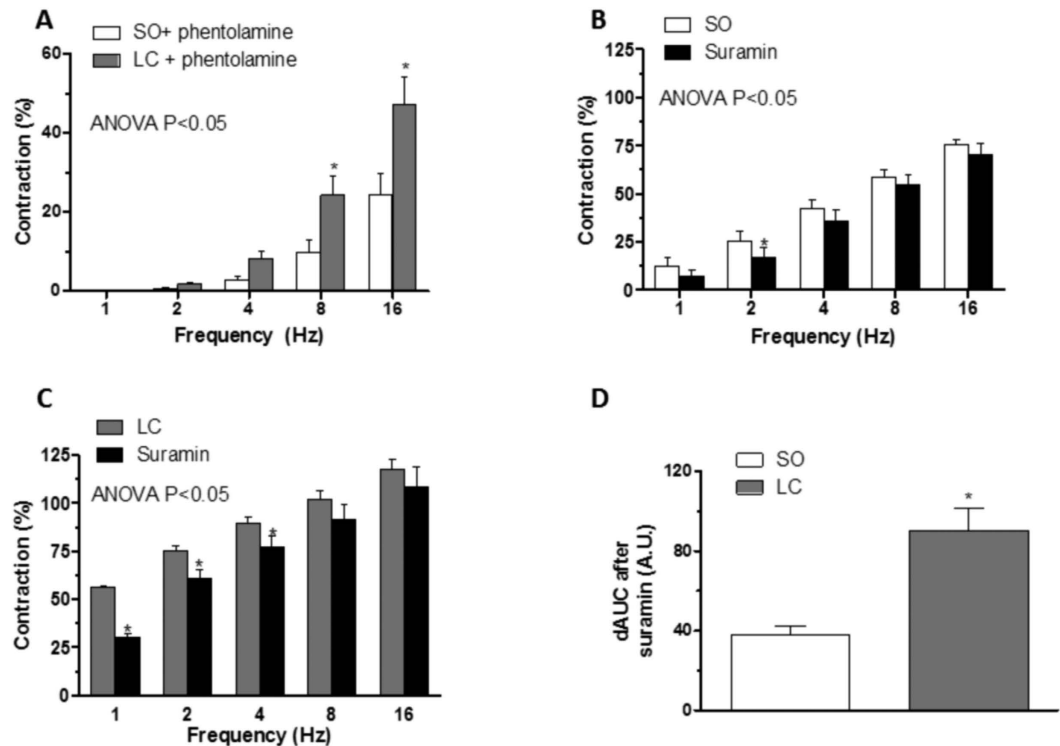 A
SO+ phentolamine
LC + phentolamine
60
40
20
0
ANOVA P<0.05
*
*
Contraction (%)
1 2 4 8 16
Frequency (Hz)
B
SO
Suramin
125
100
75
50
25
0
ANOVA P<0.05
*
Contraction (%)
1 2 4 8 16
Frequency (Hz)
C
LC
Suramin
125
100
75
50
25
0
ANOVA P<0.05
*
*
*
Contraction (%)
1 2 4 8 16
Frequency (Hz)
D
SO
LC
120
80
40
0
*
dAUC after
suramin (A.U.)